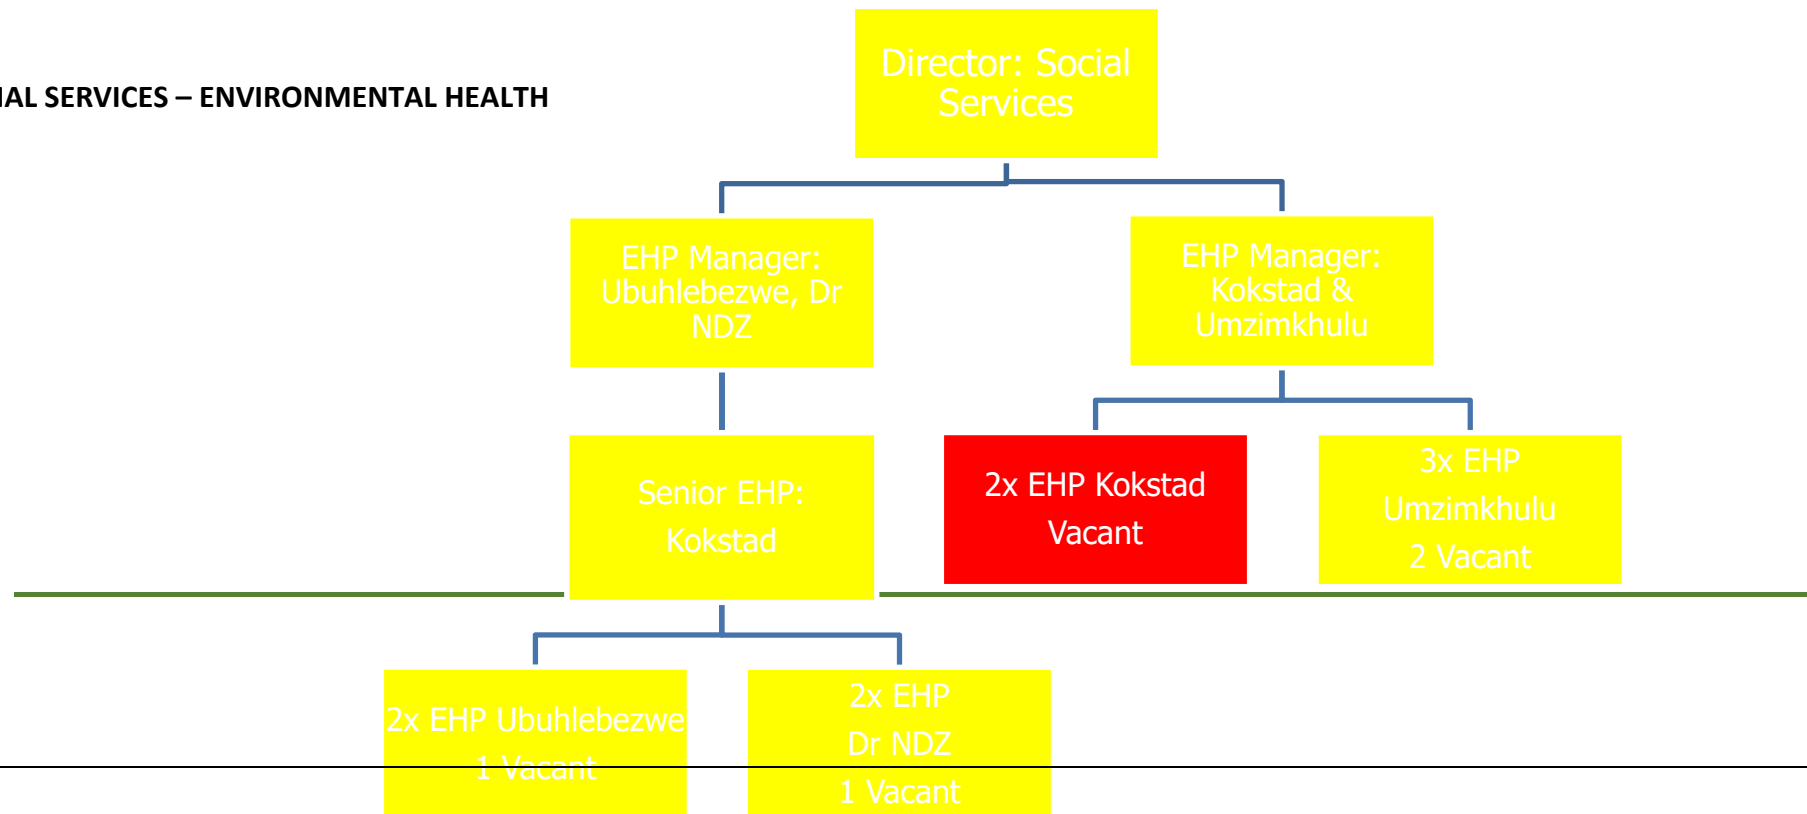 IAL SERVICES – ENVIRONMENTAL HEALTH
Director: Social
Services
EHP Manager:
Ubuhlebezwe, Dr
NDZ
EHP Manager:
Kokstad &
Umzimkhulu
Senior EHP:
Kokstad
2x EHP Kokstad
Vacant
3x EHP
Umzimkhulu
2 Vacant
2x EHP Ubuhlebezwe
1 Vacant
2x EHP
Dr NDZ
1 Vacant